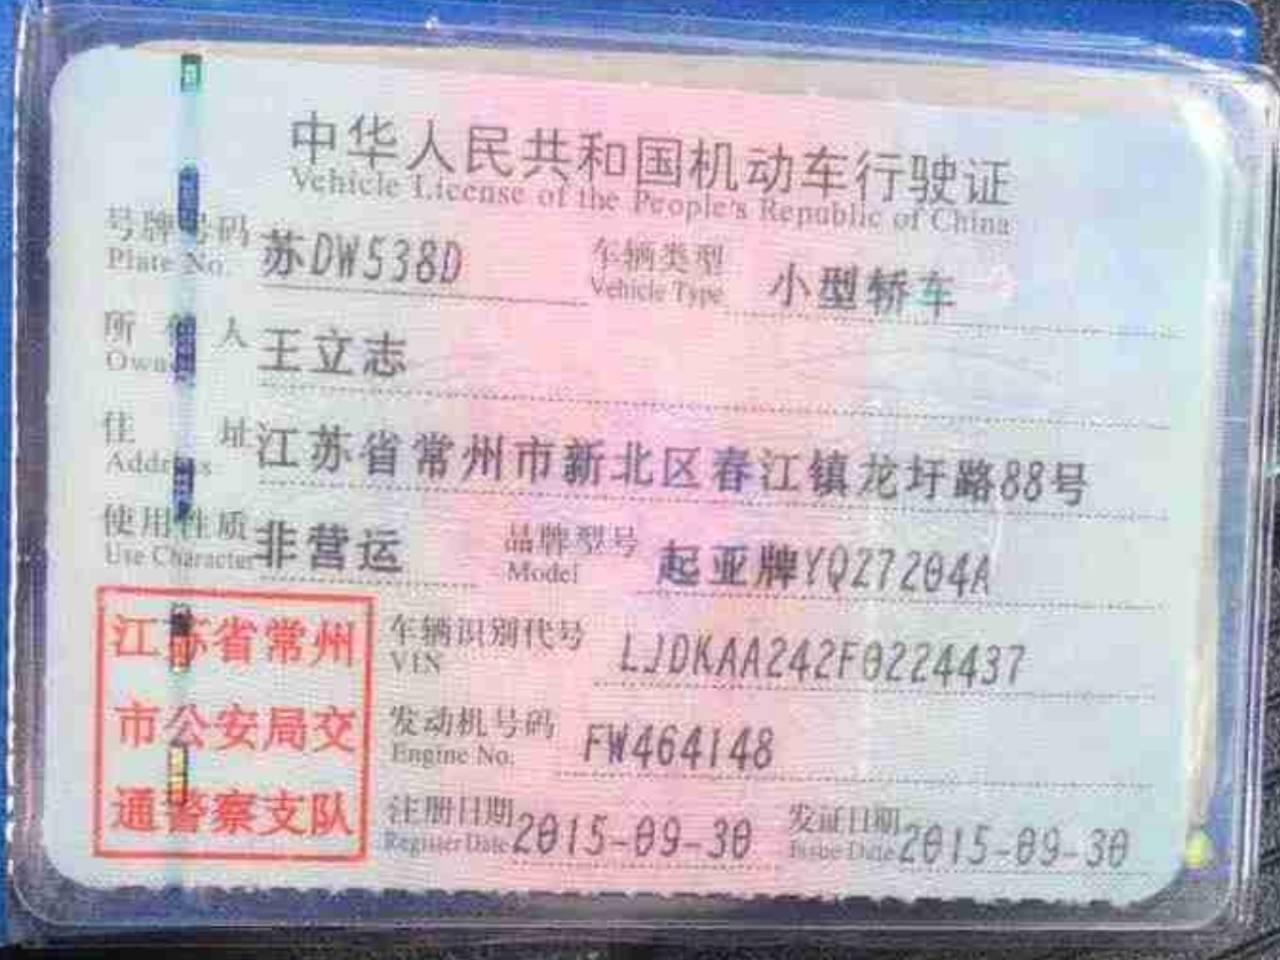 中华人民共和国机动车行驶证
Vehicle License of the People's Republic of China
号牌号码 苏DW538D 车辆类型 小型轿车
Plate No. Vehicle Type
所有人 王立志
Owner
住址 江苏省常州市新北区春江镇龙圩路88号
Address
使用性质 非营运 品牌型号 起亚牌YQZ7204A
Use Character Model
江苏省常州
市公安局交
通警察支队
车辆识别代号 LJDKAA242F0224437
VIN
发动机号码 FW464148
Engine No.
注册日期 2015-09-30 发证日期 2015-09-30
Register Date Issue Date